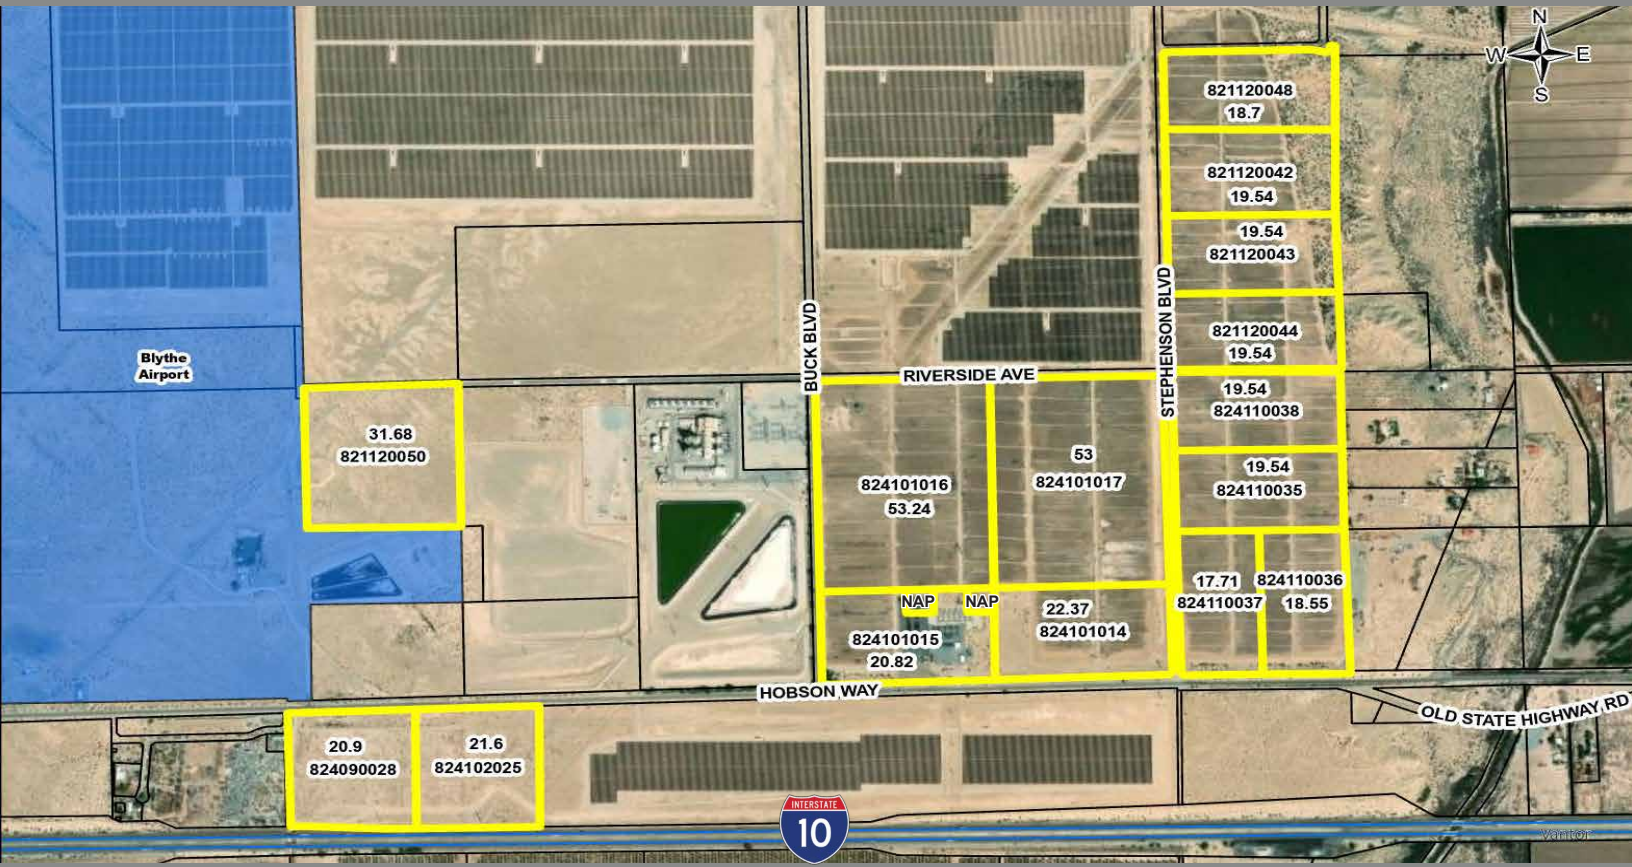 N
W E
S
821120048
18.7
821120042
19.54
19.54
821120043
821120044
19.54
Blythe
Airport
BUCK BLVD
STEPHENSON BLVD
RIVERSIDE AVE
19.54
824110038
31.68
821120050
53
824101017
824101016
53.24
19.54
824110035
17.71
824110037
824110036
18.55
NAP
NAP
22.37
824101014
824101015
20.82
HOBSON WAY
OLD STATE HIGHWAY RD
20.9
824090028
21.6
824102025
INTERSTATE
10
Vantor